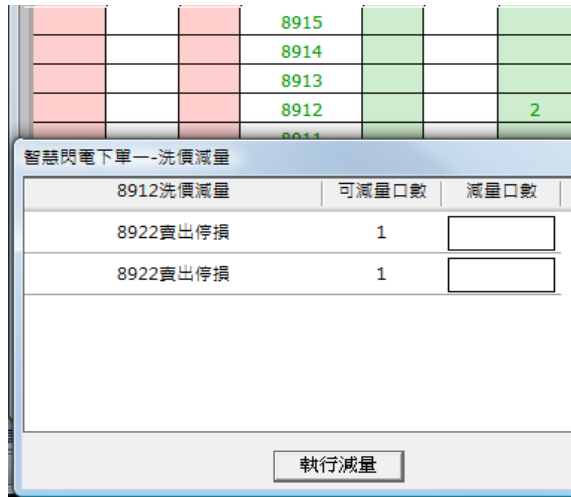 8915
8914
8913
8912 2
8911
智慧閃電下單一-洗價減量
8912洗價減量 可減量口數 減量口數
8922賣出停損 1
8922賣出停損 1
執行減量